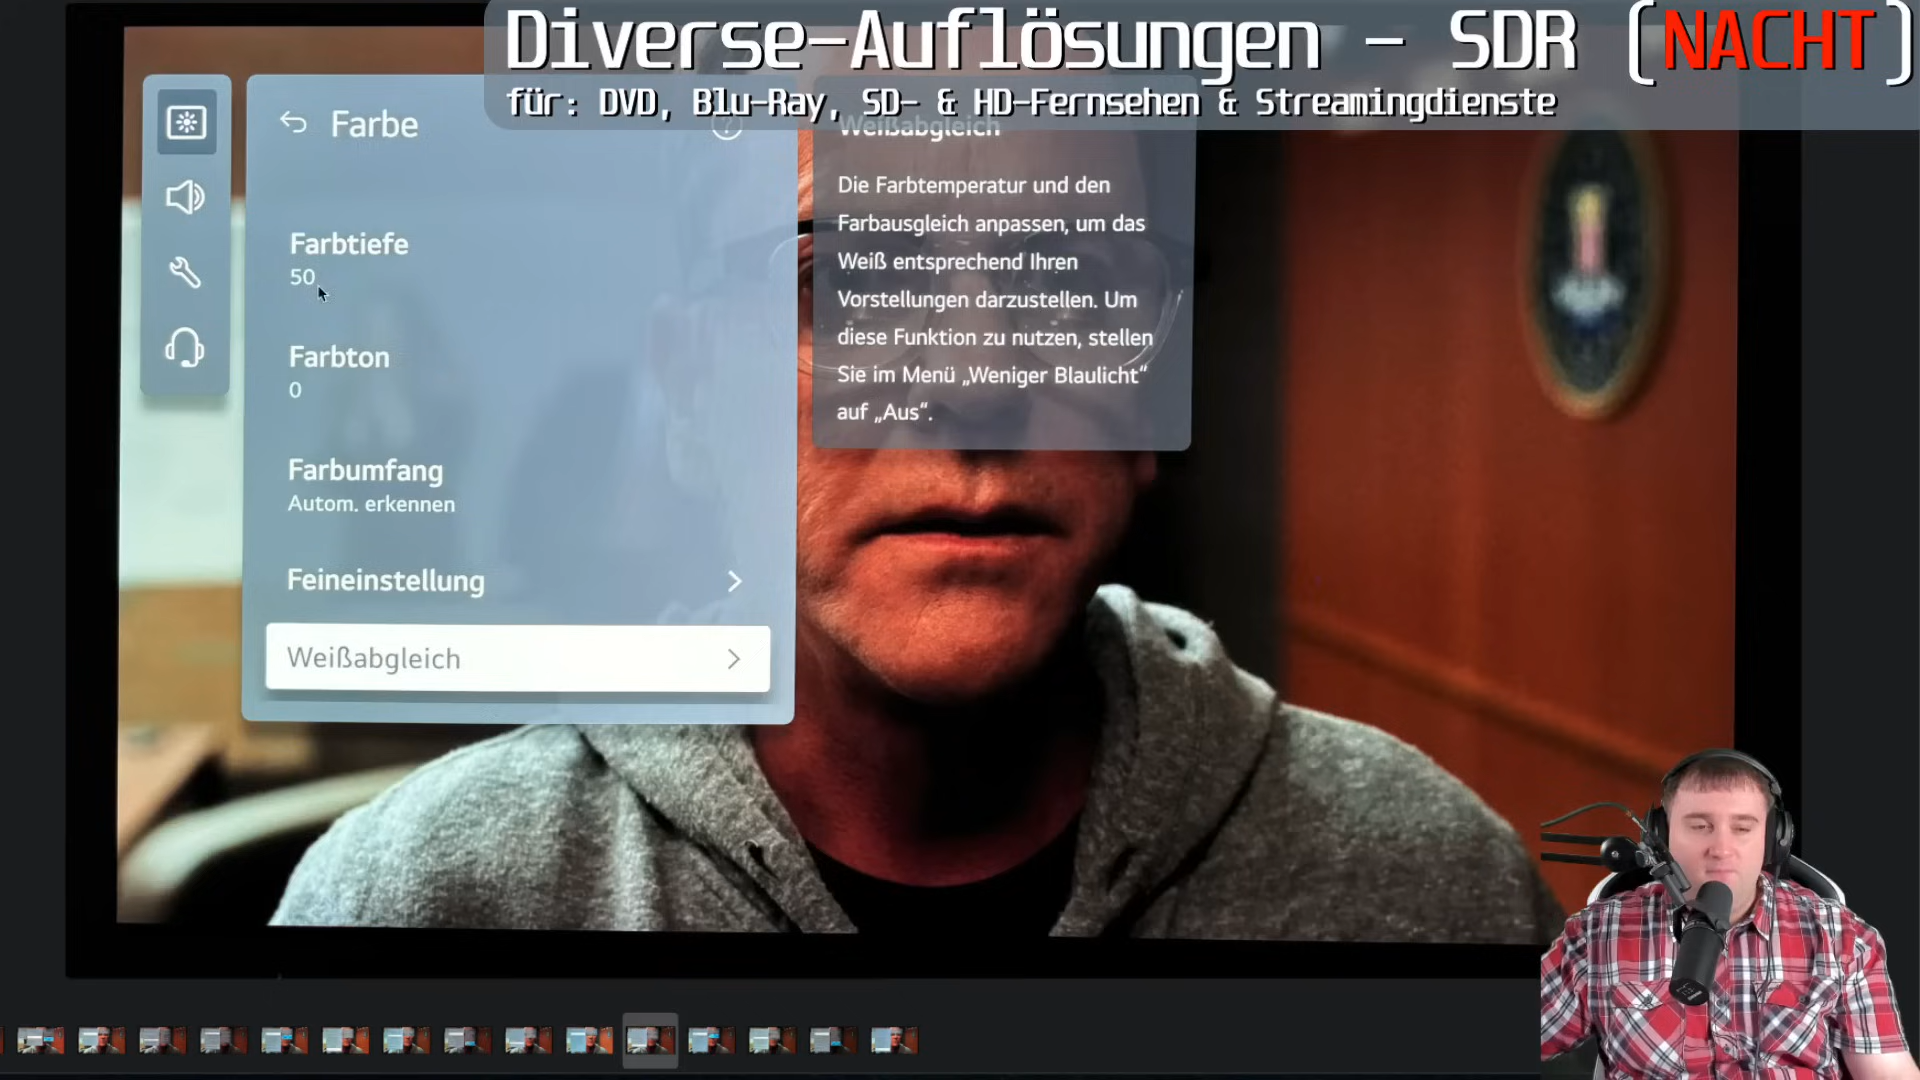 Diverse-Auflösungen - SDR (NACHT)
für: DVD, Blu-Ray, SD- & HD-Fernsehen & Streamingdienste
Farbe
Farbtiefe
50
Farbton
0
Farbumfang
Autom. erkennen
Feineinstellung
Weißabgleich
Weißabgleich
Die Farbtemperatur und den
Farbausgleich anpassen, um das
Weiß entsprechend Ihren
Vorstellungen darzustellen. Um
diese Funktion zu nutzen, stellen
Sie im Menü „Weniger Blaulicht“
auf „Aus“.